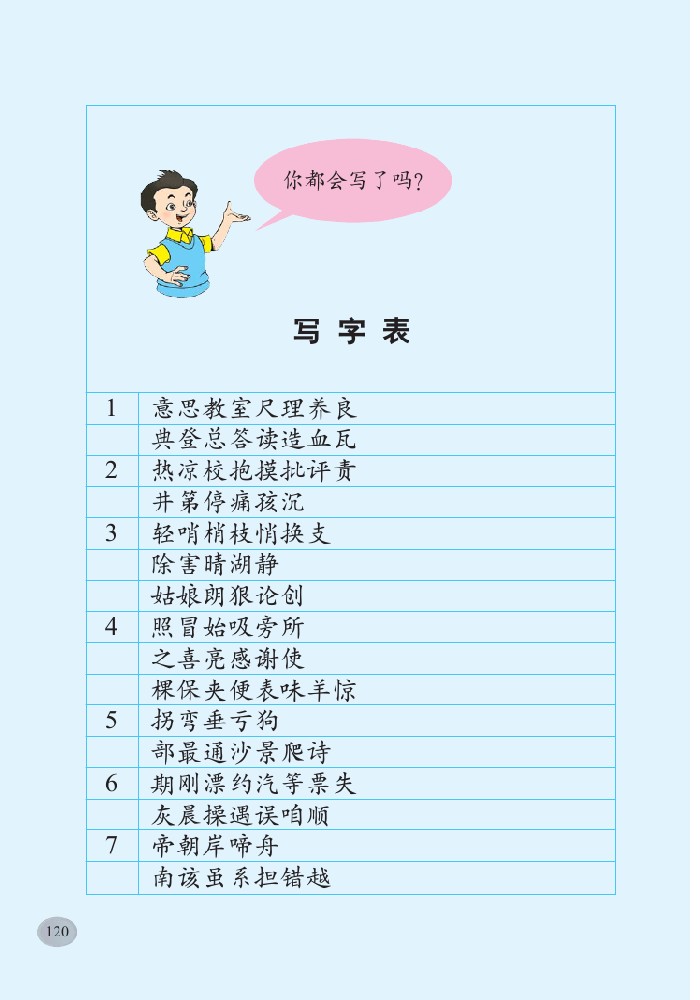 你都会写了吗?
写字表
1 意思教室尺理养良
典登总答读造血瓦
2 热凉校抱摸批评责
井第停痛孩沉
3 轻哨梢枝悄换支
除害晴湖静
姑娘朗狠论创
4 照冒始吸旁所
之喜亮感谢使
棵保夹便表味羊惊
5 拐弯垂亏狗
部最通沙景爬诗
6 期刚漂约汽等票失
灰晨操遇误咱顺
7 帝朝岸啼舟
南该虽系担错越
120